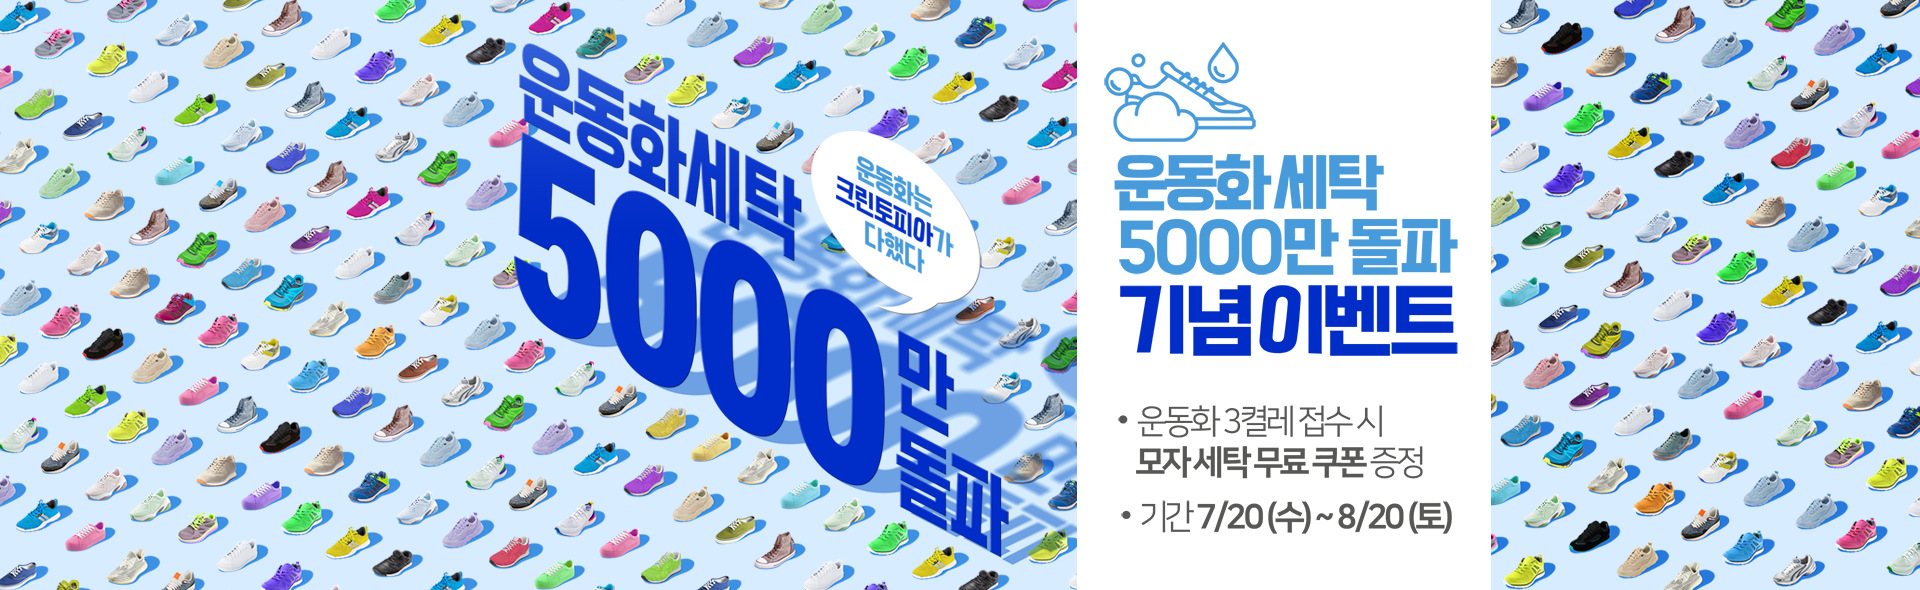 운동화세탁
5000
만
돌파
운동화는
크린토피아가
다했다
운동화 세탁
5000만 돌파
기념 이벤트
• 운동화 3켤레 접수 시
모자 세탁 무료 쿠폰 증정
• 기간 7/20 (수) ~ 8/20 (토)